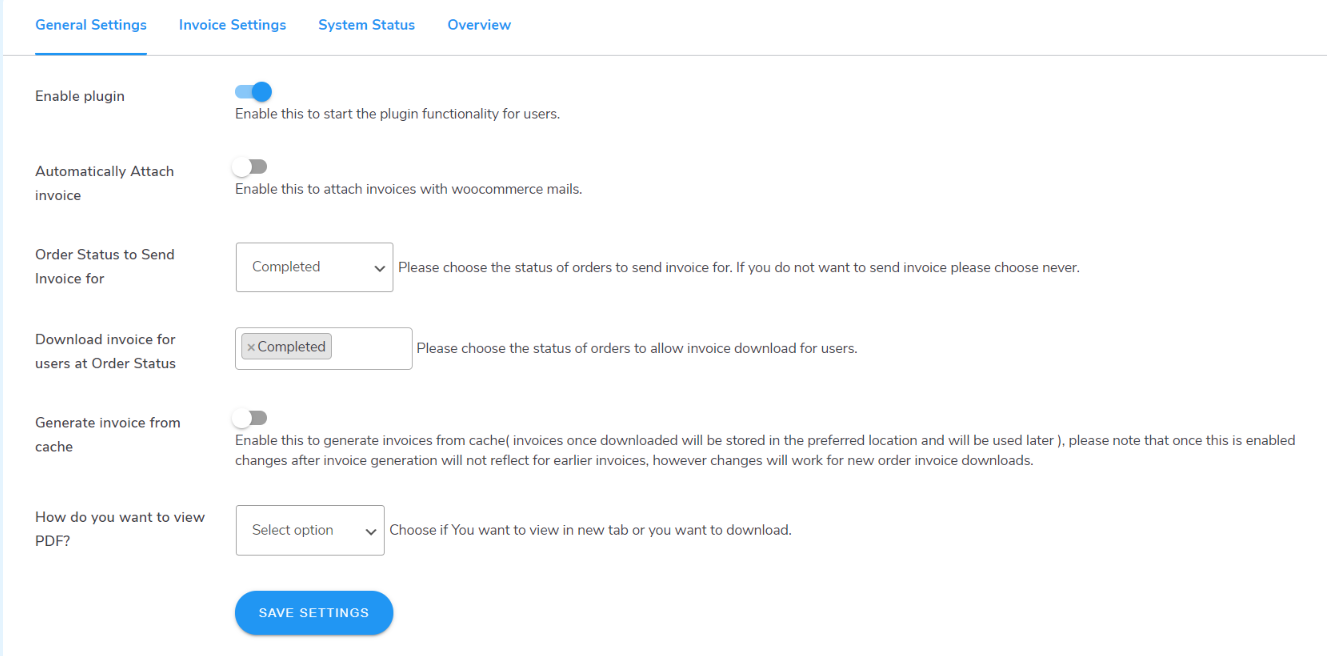 General Settings Invoice Settings System Status Overview
Enable plugin
Enable this to start the plugin functionality for users.
Automatically Attach
invoice
Enable this to attach invoices with woocommerce mails.
Order Status to Send
Invoice for
Completed
Please choose the status of orders to send invoice for. If you do not want to send invoice please choose never.
Download invoice for
users at Order Status
×Completed
Please choose the status of orders to allow invoice download for users.
Generate invoice from
cache
Enable this to generate invoices from cache( invoices once downloaded will be stored in the preferred location and will be used later ), please note that once this is enabled
changes after invoice generation will not reflect for earlier invoices, however changes will work for new order invoice downloads.
How do you want to view
PDF?
Select option
Choose if You want to view in new tab or you want to download.
SAVE SETTINGS